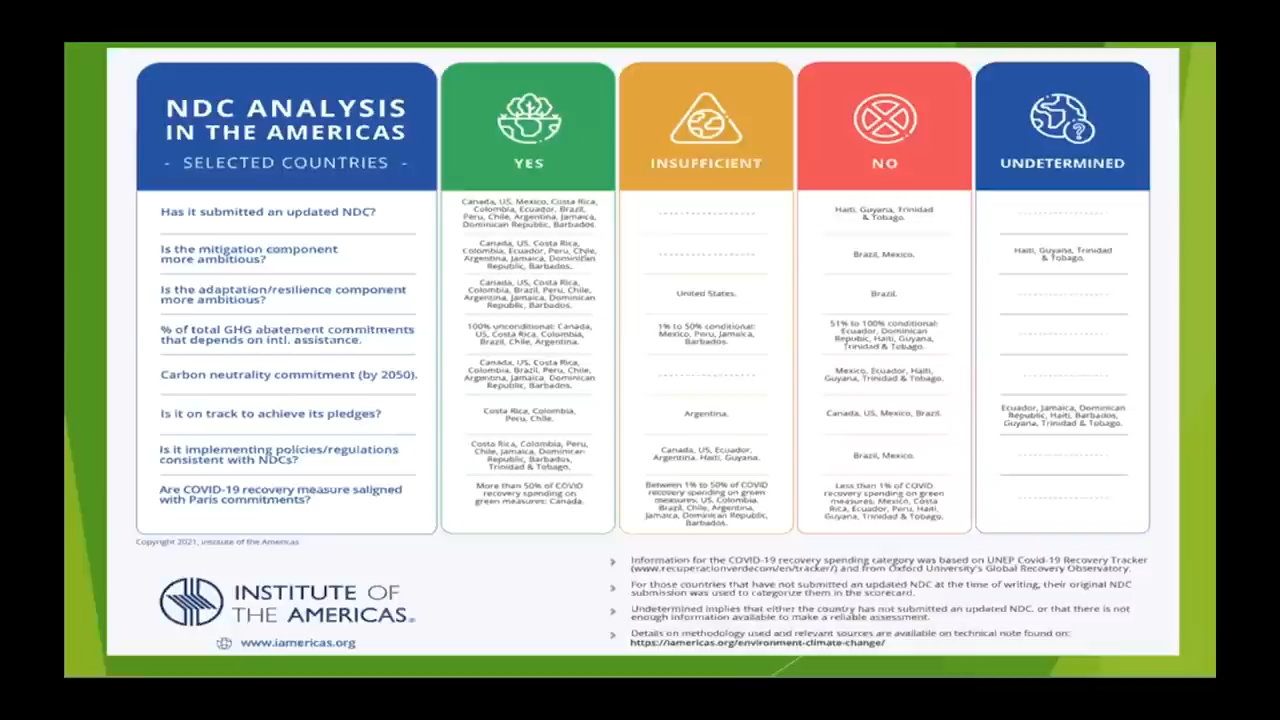 NDC ANALYSIS
IN THE AMERICAS
- SELECTED COUNTRIES -
YES
INSUFFICIENT
NO
UNDETERMINED
Has it submitted an updated NDC?
Canada, US, Mexico, Costa Rica,
Colombia, Ecuador, Brazil,
Peru, Chile, Argentina, Jamaica,
Dominican Republic, Barbados.
Haiti, Guyana, Trinidad
& Tobago.
Is the mitigation component
more ambitious?
Canada, US, Costa Rica,
Colombia, Ecuador, Peru, Chile,
Argentina, Jamaica, Dominican
Republic, Barbados.
Brazil, Mexico.
Haiti, Guyana, Trinidad
& Tobago.
Is the adaptation/resilience component
more ambitious?
Canada, US, Costa Rica,
Colombia, Brazil, Peru, Chile,
Argentina, Jamaica, Dominican
Republic, Barbados.
United States.
Brazil.
% of total GHG abatement commitments
that depends on intl. assistance.
100% unconditional: Canada,
US, Costa Rica, Colombia,
Brazil, Chile, Argentina.
1% to 50% conditional:
Mexico, Peru, Jamaica,
Barbados.
51% to 100% conditional:
Ecuador, Dominican
Republic, Haiti, Guyana,
Trinidad & Tobago.
Carbon neutrality commitment (by 2050).
Canada, US, Costa Rica,
Colombia, Brazil, Peru, Chile,
Argentina, Jamaica, Dominican
Republic, Barbados.
Mexico, Ecuador, Haiti,
Guyana, Trinidad & Tobago.
Is it on track to achieve its pledges?
Costa Rica, Colombia,
Peru, Chile.
Argentina.
Canada, US, Mexico, Brazil.
Ecuador, Jamaica, Dominican
Republic, Haiti, Barbados,
Guyana, Trinidad & Tobago.
Is it implementing policies/regulations
consistent with NDCs?
Costa Rica, Colombia, Peru,
Chile, Jamaica, Dominican
Republic, Barbados,
Trinidad & Tobago.
Canada, US, Ecuador,
Argentina. Haiti, Guyana.
Brazil, Mexico.
Are COVID-19 recovery measure saligned
with Paris commitments?
More than 50% of COVID
recovery spending on
green measures: Canada.
Between 1% to 50% of COVID
recovery spending on green
measures: US, Colombia,
Brazil, Chile, Argentina,
Jamaica, Dominican Republic,
Barbados.
Less than 1% of COVID
recovery spending on green
measures: Mexico, Costa
Rica, Ecuador, Peru, Haiti,
Guyana, Trinidad & Tobago.
Copyright 2021, Institute of the Americas
INSTITUTE OF
THE AMERICAS®
www.iamericas.org
Information for the COVID-19 recovery spending category was based on UNEP Covid-19 Recovery Tracker
(www.recuperacionverdecom/en/tracker/) and from Oxford University's Global Recovery Observatory.
For those countries that have not submitted an updated NDC at the time of writing, their original NDC
submission was used to categorize them in the scorecard.
Undetermined implies that either the country has not submitted an updated NDC, or that there is not
enough information available to make a reliable assessment.
Details on methodology used and relevant sources are available on technical note found on:
https://iamericas.org/environment-climate-change/